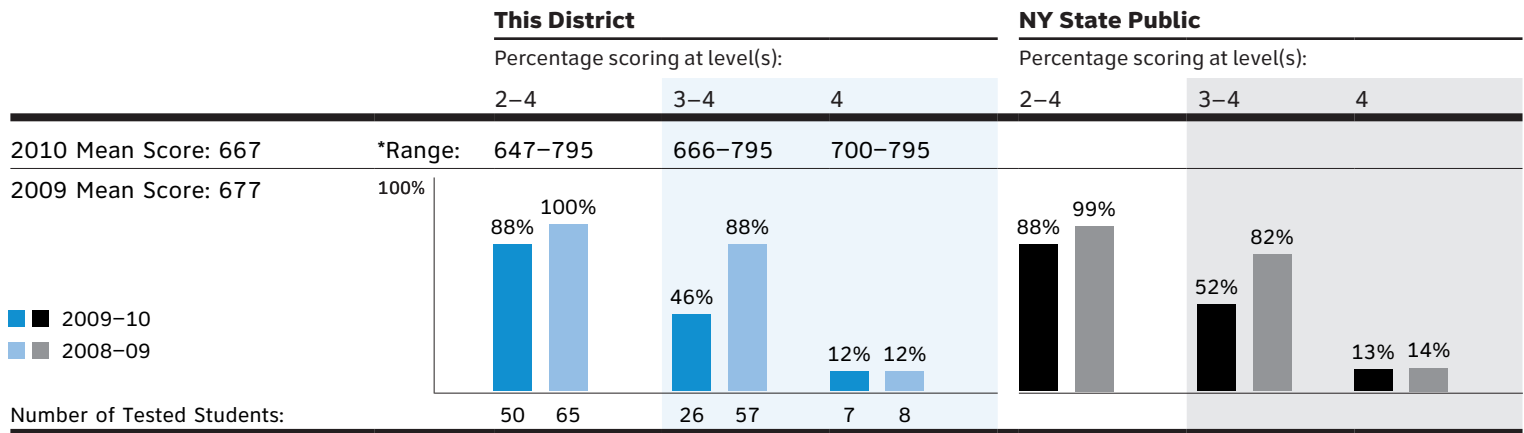 This District NY State Public
Percentage scoring at level(s): Percentage scoring at level(s):
2–4 3–4 4 2–4 3–4 4
2010 Mean Score: 667 *Range: 647–795 666–795 700–795
2009 Mean Score: 677 100%
88% 100% 88% 99%
88% 82%
46% 52%
12% 12% 13% 14%
2009–10
2008–09
Number of Tested Students: 50 65 26 57 7 8